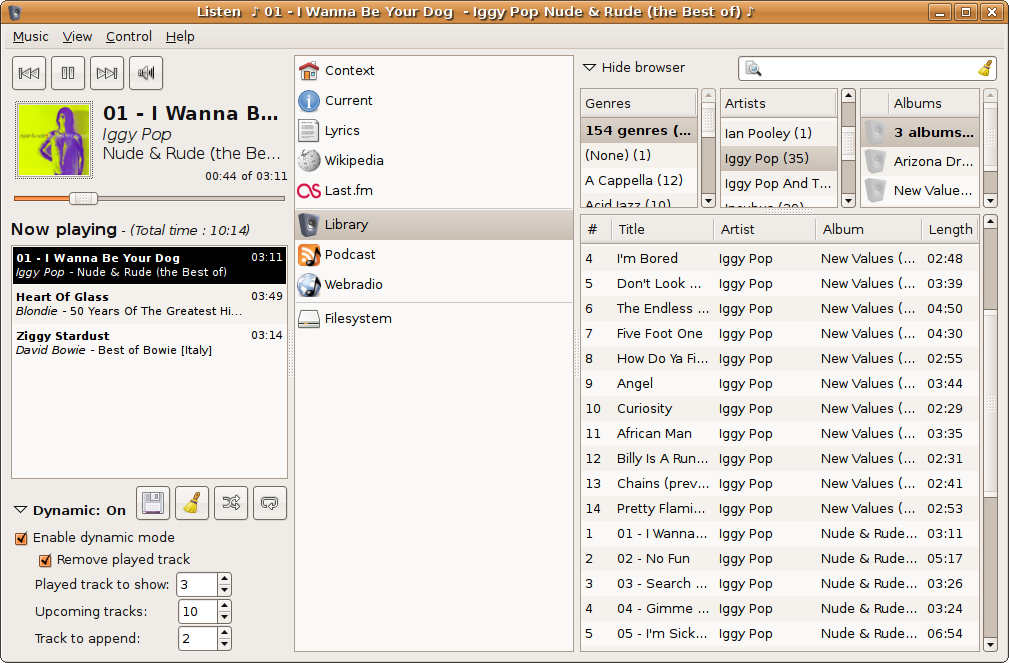 Listen ♪ 01 - I Wanna Be Your Dog - Iggy Pop Nude & Rude (the Best of) ♪
Music View Control Help
01 - I Wanna B...
Iggy Pop
Nude & Rude (the Be...
00:44 of 03:11
Now playing - (Total time : 10:14)
01 - I Wanna Be Your Dog 03:11
Iggy Pop - Nude & Rude (the Best of)
Heart Of Glass 03:49
Blondie - 50 Years Of The Greatest Hi...
Ziggy Stardust 03:14
David Bowie - Best of Bowie [Italy]
Dynamic: On
Enable dynamic mode
Remove played track
Played track to show: 3
Upcoming tracks: 10
Track to append: 2
Context
Current
Lyrics
Wikipedia
Last.fm
Library
Podcast
Webradio
Filesystem
Hide browser
Genres
154 genres (...
(None) (1)
A Cappella (12)
Acid Jazz (10)
Artists
Ian Pooley (1)
Iggy Pop (35)
Iggy Pop And T...
Incubus (29)
Albums
3 albums...
Arizona Dr...
New Value...
# Title Artist Album Length
4 I'm Bored Iggy Pop New Values (... 02:48
5 Don't Look ... Iggy Pop New Values (... 03:39
6 The Endless ... Iggy Pop New Values (... 04:50
7 Five Foot One Iggy Pop New Values (... 04:30
8 How Do Ya Fi... Iggy Pop New Values (... 02:55
9 Angel Iggy Pop New Values (... 03:44
10 Curiosity Iggy Pop New Values (... 02:29
11 African Man Iggy Pop New Values (... 03:35
12 Billy Is A Run... Iggy Pop New Values (... 02:31
13 Chains (prev... Iggy Pop New Values (... 02:41
14 Pretty Flami... Iggy Pop New Values (... 02:53
1 01 - I Wanna... Iggy Pop Nude & Rude... 03:11
2 02 - No Fun Iggy Pop Nude & Rude... 05:17
3 03 - Search ... Iggy Pop Nude & Rude... 03:26
4 04 - Gimme ... Iggy Pop Nude & Rude... 03:24
5 05 - I'm Sick... Iggy Pop Nude & Rude... 06:54